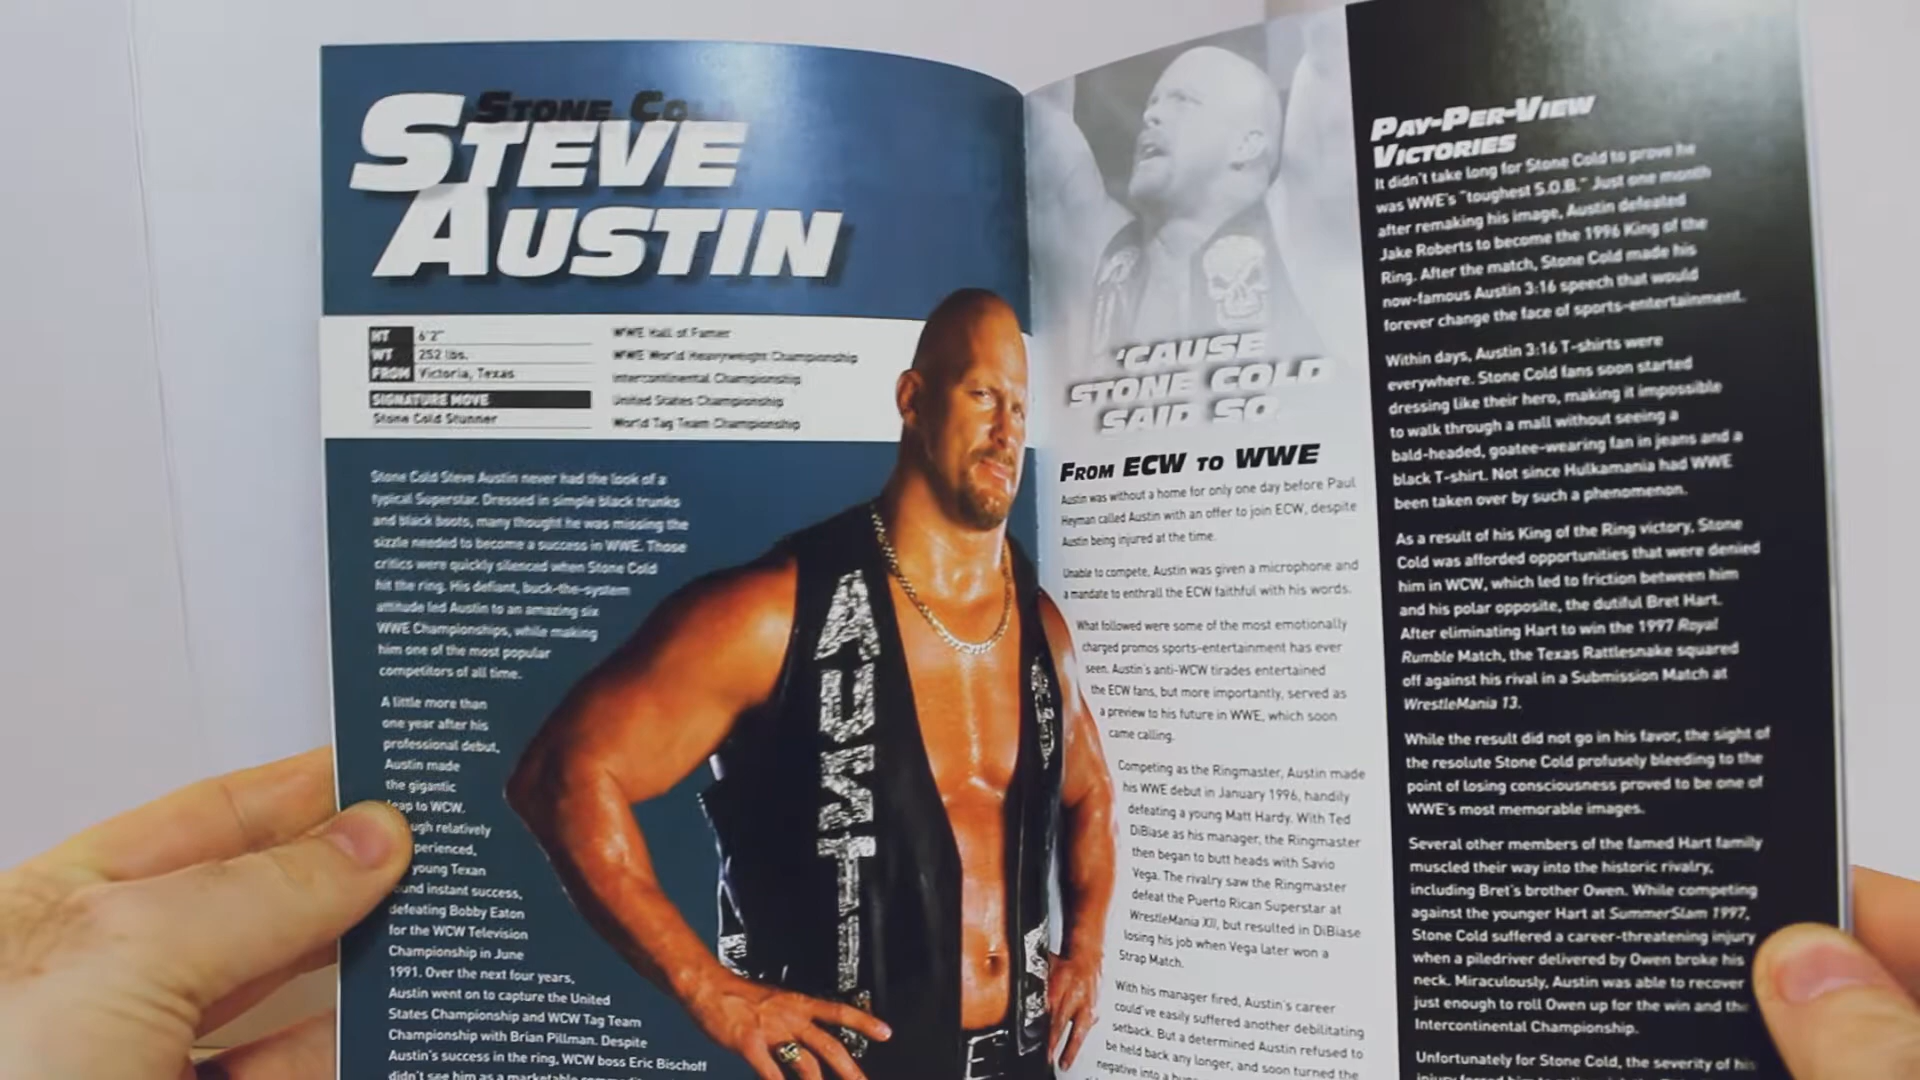 STONE COL
STEVE
AUSTIN
HT 6'2"
WT 252 lbs.
FROM Victoria, Texas
SIGNATURE MOVE
Stone Cold Stunner
WWE Hall of Famer
WWE World Heavyweight Championship
Intercontinental Championship
United States Championship
World Tag Team Championship
Stone Cold Steve Austin never had the look of a
typical Superstar. Dressed in simple black trunks
and black boots, many thought he was missing the
sizzle needed to become a success in WWE. Those
critics were quickly silenced when Stone Cold
hit the ring. His defiant, buck-the-system
attitude led Austin to an amazing six
WWE Championships, while making
him one of the most popular
competitors of all time.
A little more than
one year after his
professional debut,
Austin made
the gigantic
leap to WCW.
ugh relatively
perienced,
young Texan
und instant success,
defeating Bobby Eaton
for the WCW Television
Championship in June
1991. Over the next four years,
Austin went on to capture the United
States Championship and WCW Tag Team
Championship with Brian Pillman. Despite
Austin's success in the ring, WCW boss Eric Bischoff
didn't see him as a marketable
AUSTIN
'CAUSE
STONE COLD
SAID SO
FROM ECW TO WWE
Austin was without a home for only one day before Paul
Heyman called Austin with an offer to join ECW, despite
Austin being injured at the time.
Unable to compete, Austin was given a microphone and
a mandate to enthrall the ECW faithful with his words.
What followed were some of the most emotionally
charged promos sports-entertainment has ever
seen. Austin's anti-WCW tirades entertained
the ECW fans, but more importantly, served as
a preview to his future in WWE, which soon
came calling.
Competing as the Ringmaster, Austin made
his WWE debut in January 1996, handily
defeating a young Matt Hardy. With Ted
DiBiase as his manager, the Ringmaster
then began to butt heads with Savio
Vega. The rivalry saw the Ringmaster
defeat the Puerto Rican Superstar at
WrestleMania XII, but resulted in DiBiase
losing his job when Vega later won a
Strap Match.
With his manager fired, Austin's career
could've easily suffered another debilitating
setback. But a determined Austin refused to
be held back any longer, and soon turned the
negative into a
PAY-PER-VIEW
VICTORIES
It didn't take long for Stone Cold to prove he
was WWE's "toughest S.O.B." Just one month
after remaking his image, Austin defeated
Jake Roberts to become the 1996 King of the
Ring. After the match, Stone Cold made his
now-famous Austin 3:16 speech that would
forever change the face of sports-entertainment.
Within days, Austin 3:16 T-shirts were
everywhere. Stone Cold fans soon started
dressing like their hero, making it impossible
to walk through a mall without seeing a
bald-headed, goatee-wearing fan in jeans and a
black T-shirt. Not since Hulkamania had WWE
been taken over by such a phenomenon.
As a result of his King of the Ring victory, Stone
Cold was afforded opportunities that were denied
him in WCW, which led to friction between him
and his polar opposite, the dutiful Bret Hart.
After eliminating Hart to win the 1997 Royal
Rumble Match, the Texas Rattlesnake squared
off against his rival in a Submission Match at
WrestleMania 13.
While the result did not go in his favor, the sight of
the resolute Stone Cold profusely bleeding to the
point of losing consciousness proved to be one of
WWE's most memorable images.
Several other members of the famed Hart family
muscled their way into the historic rivalry,
including Bret's brother Owen. While competing
against the younger Hart at SummerSlam 1997,
Stone Cold suffered a career-threatening injury
when a piledriver delivered by Owen broke his
neck. Miraculously, Austin was able to recover
just enough to roll Owen up for the win and the
Intercontinental Championship.
Unfortunately for Stone Cold, the severity of his